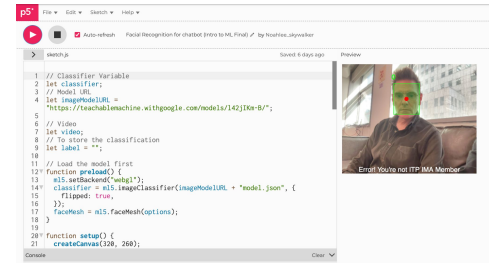 p5*
File Edit Sketch Help
Auto-refresh Facial Recognition for chatbot (Intro to ML Final) by Noahlee_skywalker
sketch.js Saved: 6 days ago Preview
1 // Classifier Variable
2 let classifier;
3 // Model URL
4 let imageModelURL =
"https://teachablemachine.withgoogle.com/models/l42jIKm-B/";
5
6 // Video
7 let video;
8 // To store the classification
9 let label = "";
10
11 // Load the model first
12 function preload() {
13 ml5.setBackend("webgl");
14 classifier = ml5.imageClassifier(imageModelURL + "model.json", {
15 flipped: true,
16 });
17 faceMesh = ml5.faceMesh(options);
18 }
19
20 function setup() {
21 createCanvas(320, 260);
Error! You're not ITP IMA Member
Console Clear